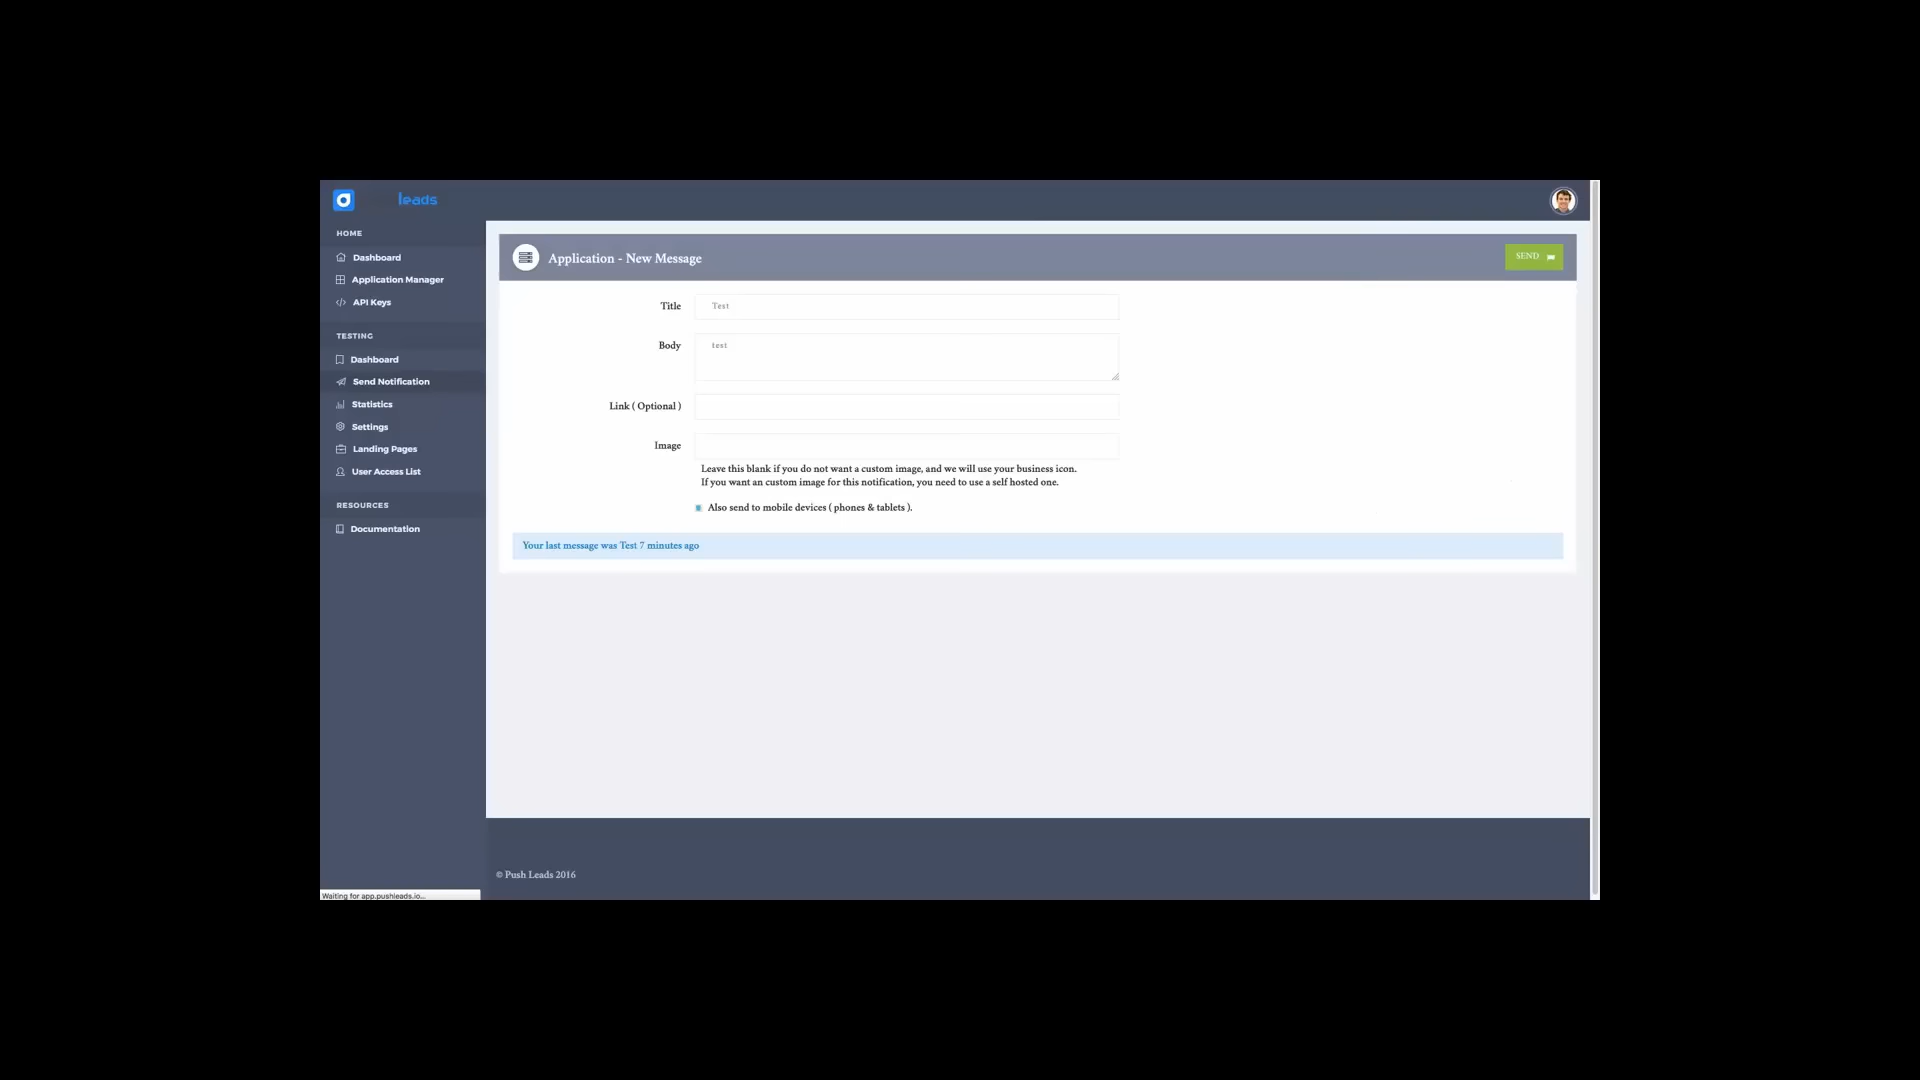 leads
HOME
Dashboard
Application Manager
API Keys
TESTING
Dashboard
Send Notification
Statistics
Settings
Landing Pages
User Access List
RESOURCES
Documentation
Application - New Message
SEND
Title
Test
Body
test
Link ( Optional )
Image
Leave this blank if you do not want a custom image, and we will use your business icon.
If you want an custom image for this notification, you need to use a self hosted one.
Also send to mobile devices ( phones & tablets ).
Your last message was Test 7 minutes ago
© Push Leads 2016
Waiting for app.pushleads.io...